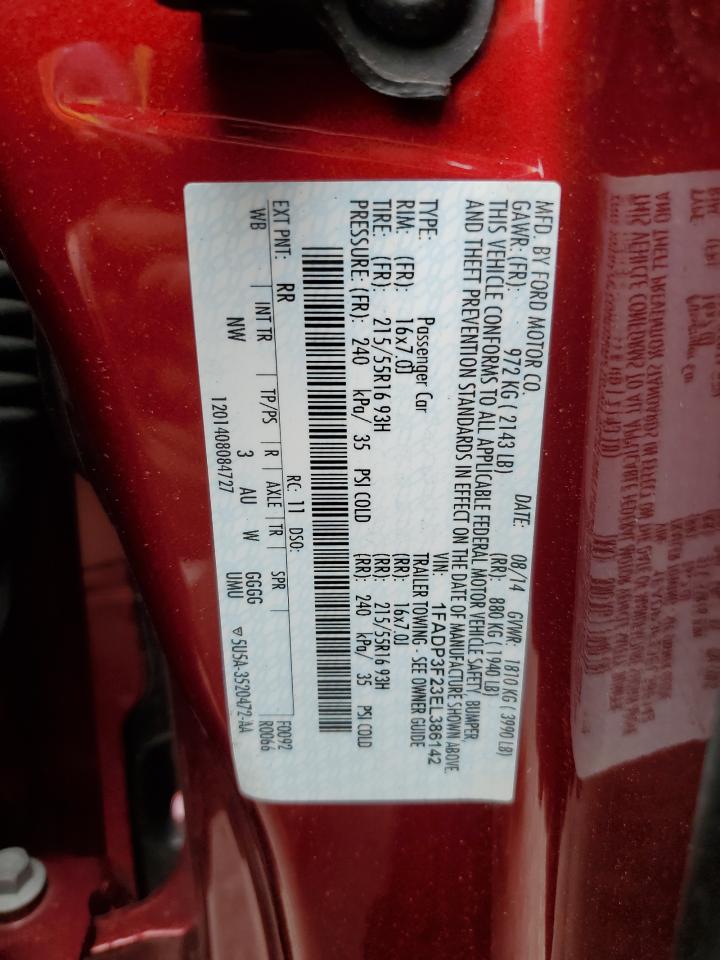 MFD. BY FORD MOTOR CO. DATE: 08/14 GVWR: 1810 KG ( 3990 LB)
GAWR: (FR): 972 KG ( 2143 LB) (RR): 880 KG ( 1940 LB)
THIS VEHICLE CONFORMS TO ALL APPLICABLE FEDERAL MOTOR VEHICLE SAFETY, BUMPER,
AND THEFT PREVENTION STANDARDS IN EFFECT ON THE DATE OF MANUFACTURE SHOWN ABOVE.
VIN: 1FADP3F23EL386142
TYPE: Passenger Car TRAILER TOWING - SEE OWNER GUIDE
RIM: (FR): 16x7.0J (RR): 16x7.0J
TIRE: (FR): 215/55R16 93H (RR): 215/55R16 93H
PRESSURE: (FR): 240 kPa/ 35 PSI COLD (RR): 240 kPa/ 35 PSI COLD
EXT PNT: RR RC: 11 DSO: F0092
WB INT TR TP/PS R AXLE TR SPR R0066
NW 3 AU W GGGG UMU
1201408084727 5U5A-3520472-AA